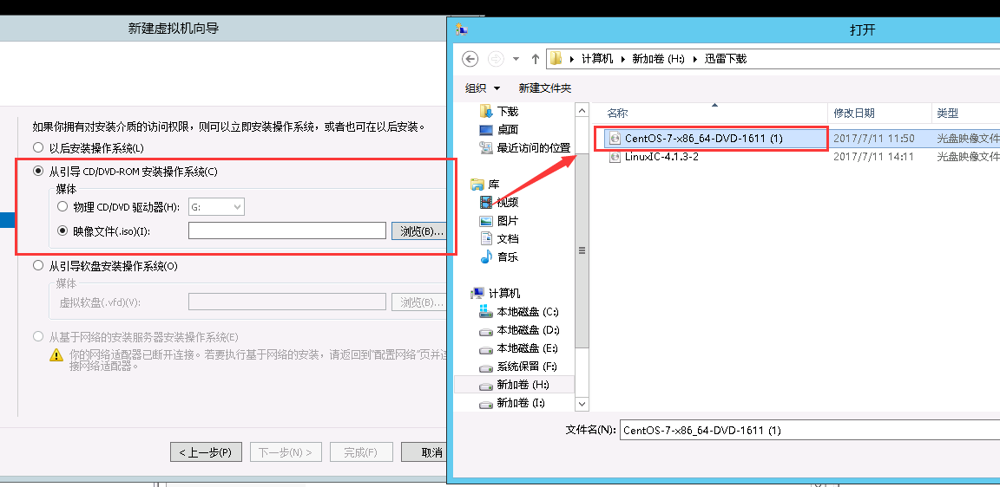 新建虚拟机向导
如果你拥有对安装介质的访问权限，则可以立即安装操作系统，或者也可在以后安装。
以后安装操作系统(L)
从引导 CD/DVD-ROM 安装操作系统(C)
媒体
物理 CD/DVD 驱动器(H):
G:
映像文件(.iso)(I):
浏览(B)...
从引导软盘安装操作系统(O)
媒体
虚拟软盘(.vfd)(V):
浏览(B)...
从基于网络的安装服务器安装操作系统(E)
你的网络适配器已断开连接。若要执行基于网络的安装，请返回到"配置网络"页并连
接网络适配器。
< 上一步(P)
下一步(N) >
完成(F)
取消
打开
计算机
新加卷 (H:)
迅雷下载
组织
新建文件夹
下载
桌面
最近访问的位置
库
视频
图片
文档
音乐
计算机
本地磁盘 (C:)
本地磁盘 (D:)
本地磁盘 (E:)
系统保留 (F:)
新加卷 (H:)
新加卷 (I:)
名称 修改日期 类型
CentOS-7-x86_64-DVD-1611 (1) 2017/7/11 11:50 光盘映像文件
LinuxIC-4.1.3-2 2017/7/11 14:11 光盘映像文件
文件名(N):
CentOS-7-x86_64-DVD-1611 (1)